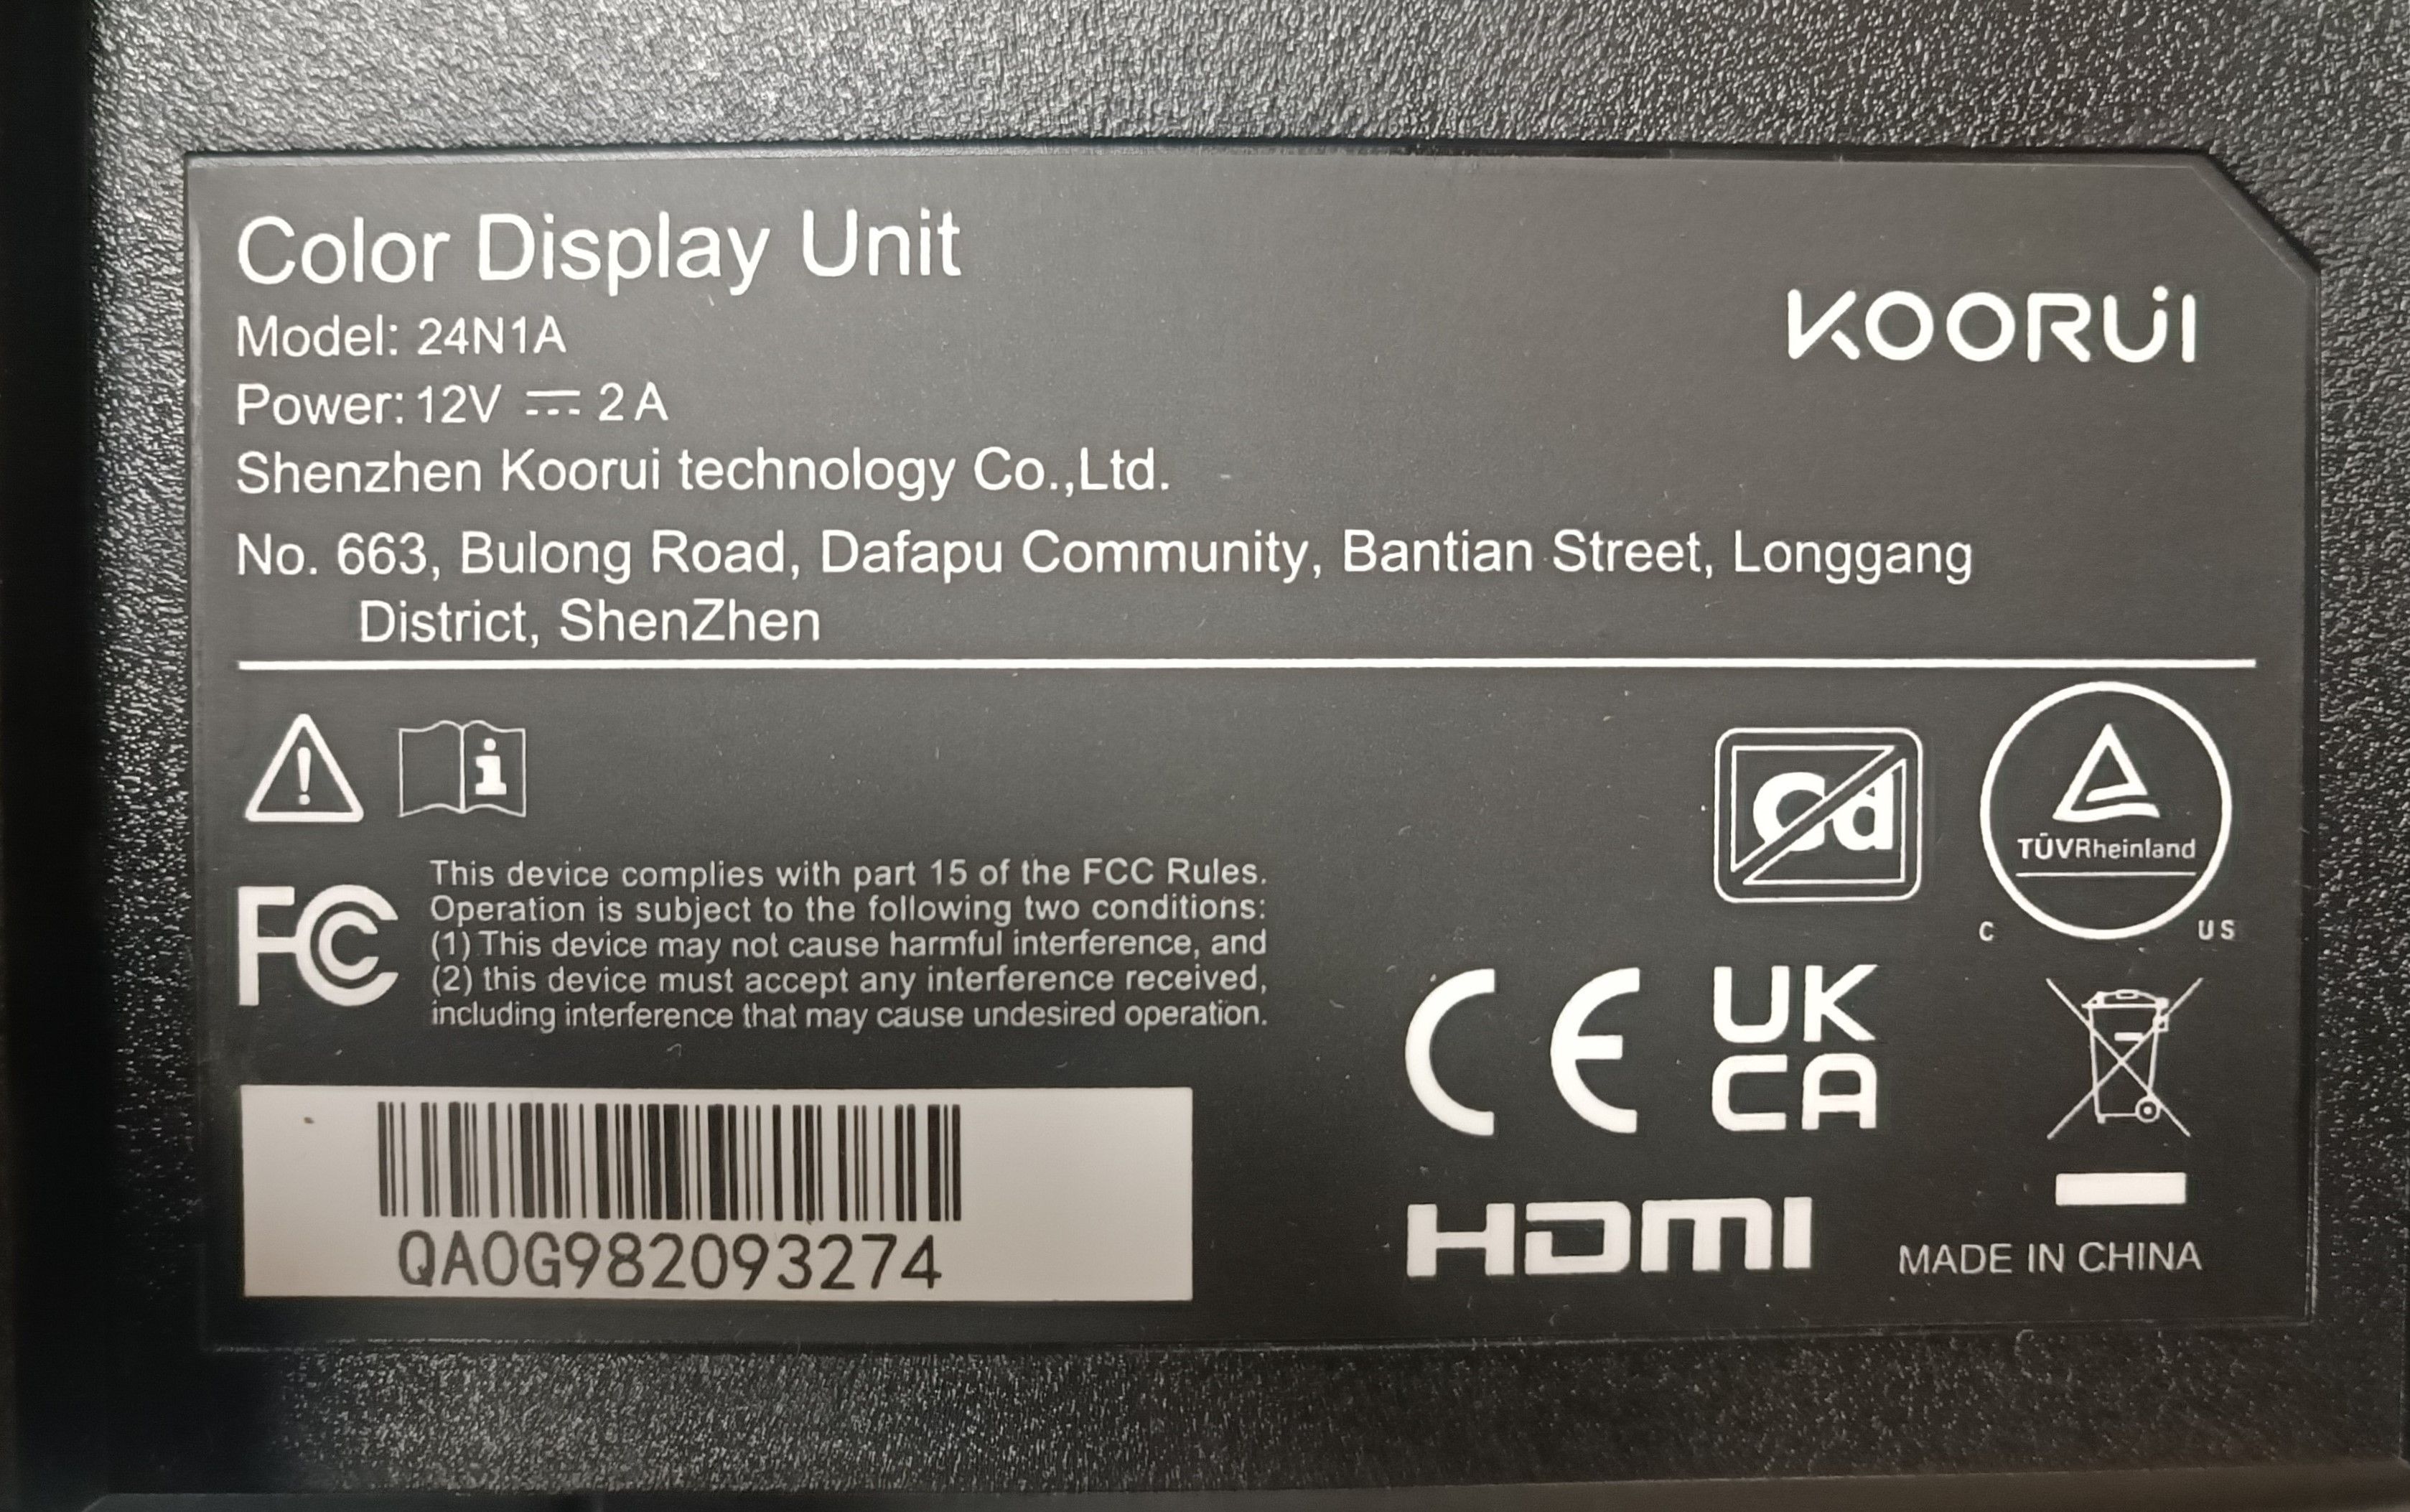 Color Display Unit
KOORUI
Model: 24N1A
Power: 12V ⎓ 2 A
Shenzhen Koorui technology Co.,Ltd.
No. 663, Bulong Road, Dafapu Community, Bantian Street, Longgang
District, ShenZhen
Cd
TÜVRheinland
C US
FC
This device complies with part 15 of the FCC Rules.
Operation is subject to the following two conditions:
(1) This device may not cause harmful interference, and
(2) this device must accept any interference received,
including interference that may cause undesired operation.
CE
UK
CA
QAOG982093274
HDMI
MADE IN CHINA